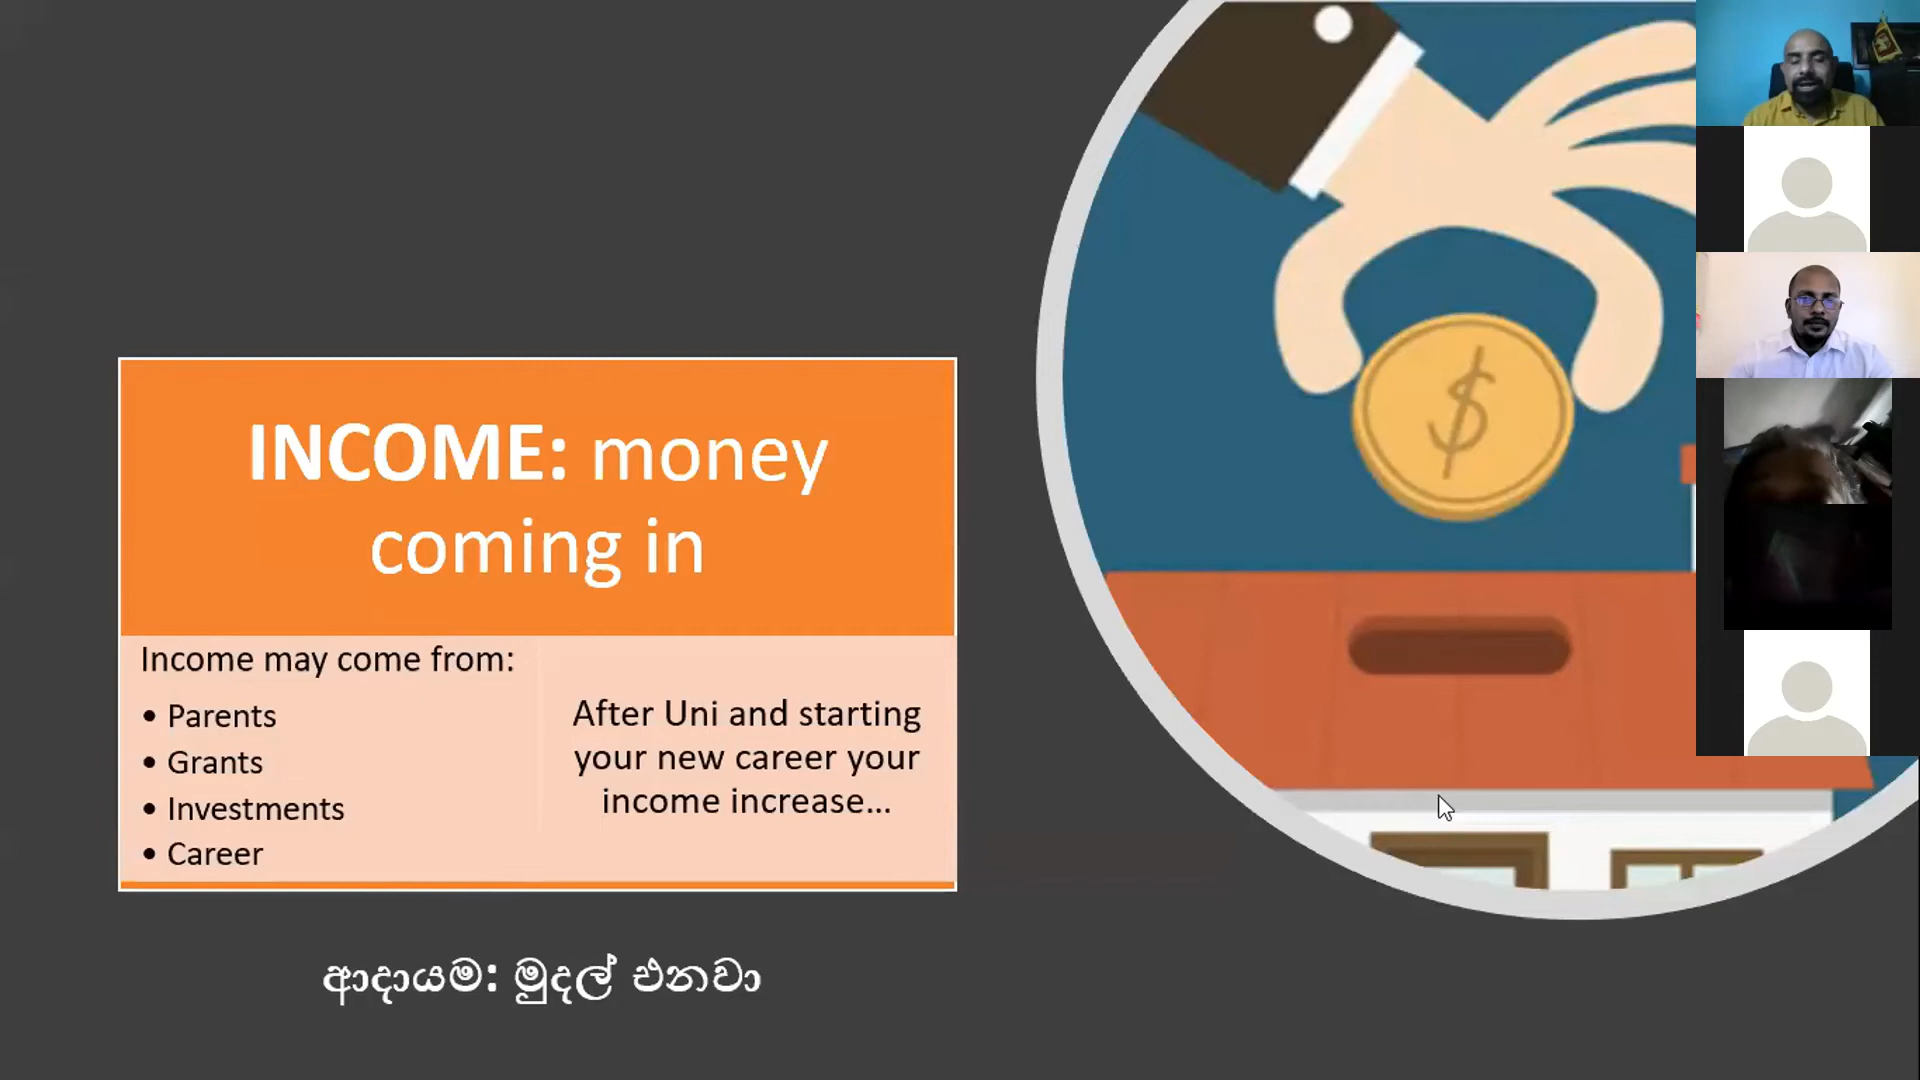 INCOME: money
coming in
Income may come from:
• Parents
• Grants
• Investments
• Career
After Uni and starting
your new career your
income increase...
$
ආදායම: මුදල් එනවා